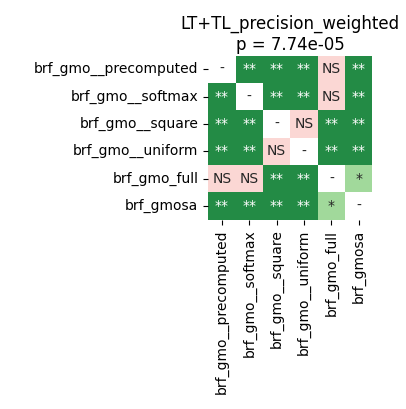 LT+TL_precision_weighted
p = 7.74e-05
brf_gmo__precomputed - ** ** ** NS **
brf_gmo__softmax ** - ** ** NS **
brf_gmo__square ** ** - NS ** **
brf_gmo__uniform ** ** NS - ** **
brf_gmo_full NS NS ** ** - *
brf_gmosa ** ** ** ** * -
brf_gmo__precomputed
brf_gmo__softmax
brf_gmo__square
brf_gmo__uniform
brf_gmo_full
brf_gmosa